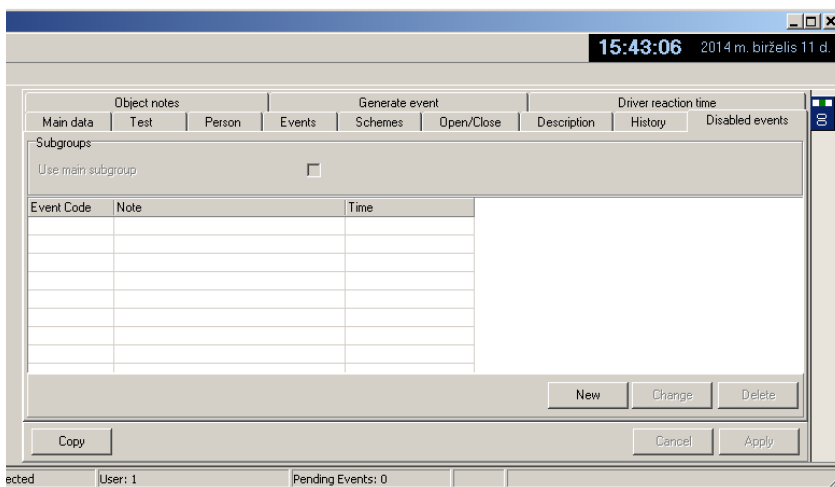 15:43:06 2014 m. birželis 11 d.
Object notes Generate event Driver reaction time
Main data Test Person Events Schemes Open/Close Description History Disabled events
Subgroups
Use main subgroup
Event Code Note Time
New Change Delete
Copy Cancel Apply
ected User: 1 Pending Events: 0